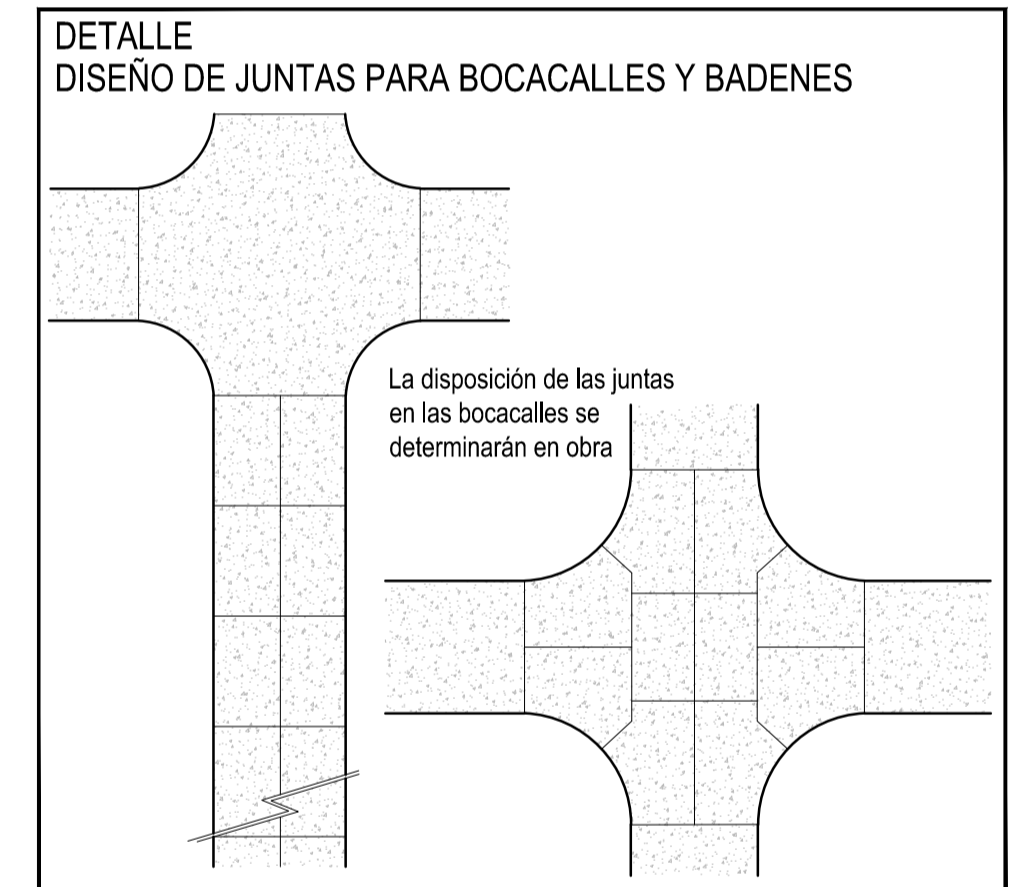 DETALLE
DISEÑO DE JUNTAS PARA BOCACALLES Y BADENES
La disposición de las juntas
en las bocacalles se
determinarán en obra